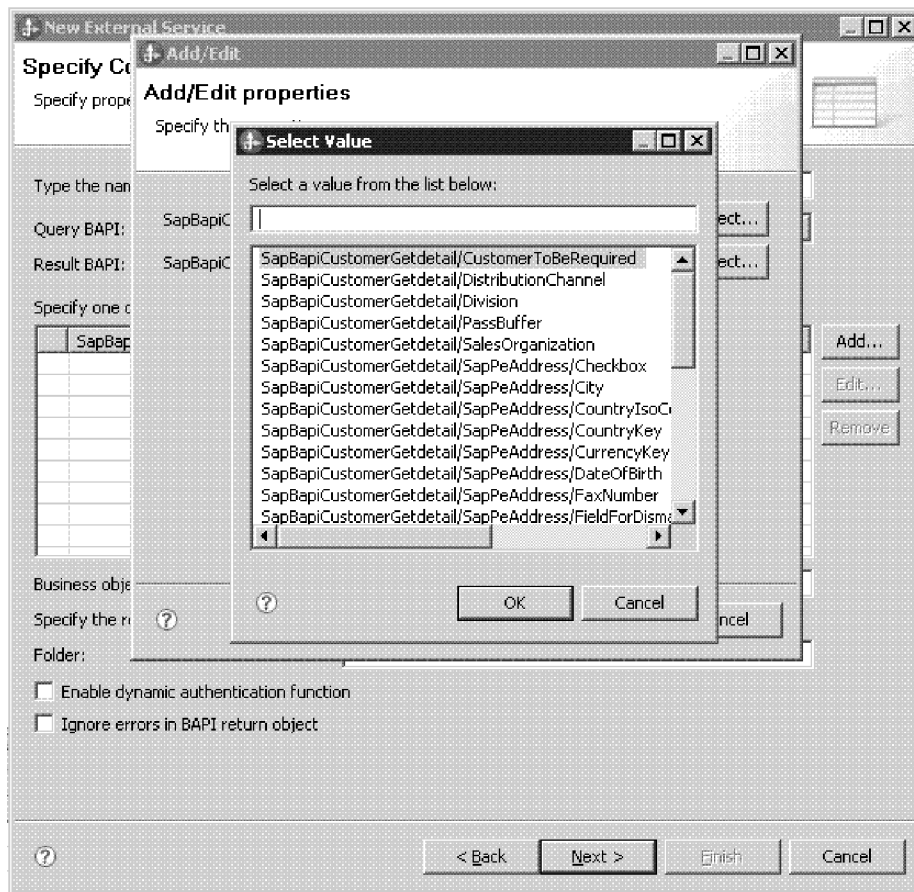 New External Service
Add/Edit
Specify Co
Add/Edit properties
Specify prope
Specify th
Select Value
Select a value from the list below:
Type the nan
Query BAPI:
SapBapiC
ect...
Result BAPI:
SapBapiC
ect...
SapBapiCustomerGetdetail/CustomerToBeRequired
SapBapiCustomerGetdetail/DistributionChannel
SapBapiCustomerGetdetail/Division
SapBapiCustomerGetdetail/PassBuffer
SapBapiCustomerGetdetail/SalesOrganization
SapBapiCustomerGetdetail/SapPeAddress/Checkbox
SapBapiCustomerGetdetail/SapPeAddress/City
SapBapiCustomerGetdetail/SapPeAddress/CountryIsoCo
SapBapiCustomerGetdetail/SapPeAddress/CountryKey
SapBapiCustomerGetdetail/SapPeAddress/CurrencyKey
SapBapiCustomerGetdetail/SapPeAddress/DateOfBirth
SapBapiCustomerGetdetail/SapPeAddress/FaxNumber
SapBapiCustomerGetdetail/SapPeAddress/FieldForDisma
Specify one o
SapBap
Add...
Edit...
Remove
OK
Cancel
Business obje
Specify the r
ncel
Folder:
Enable dynamic authentication function
Ignore errors in BAPI return object
< Back
Next >
Finish
Cancel